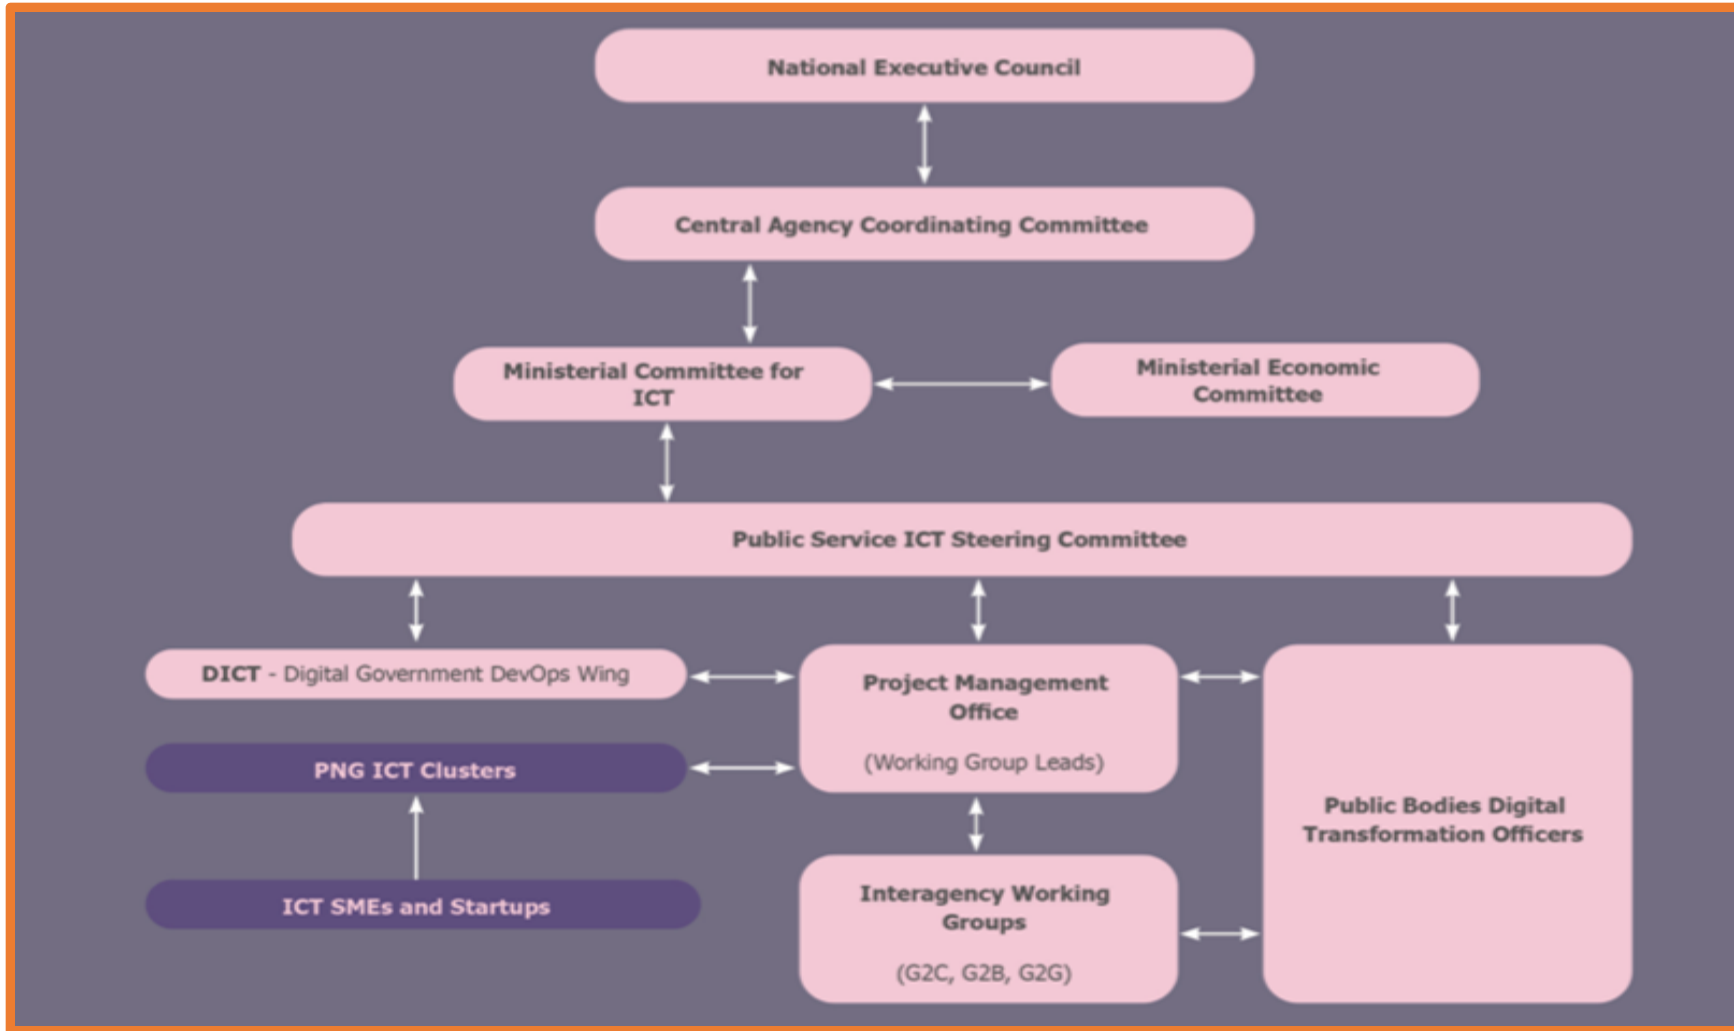 National Executive Council
Central Agency Coordinating Committee
Ministerial Committee for
ICT
Ministerial Economic
Committee
Public Service ICT Steering Committee
DICT - Digital Government DevOps Wing
Project Management
Office
(Working Group Leads)
PNG ICT Clusters
Public Bodies Digital
Transformation Officers
ICT SMEs and Startups
Interagency Working
Groups
(G2C, G2B, G2G)